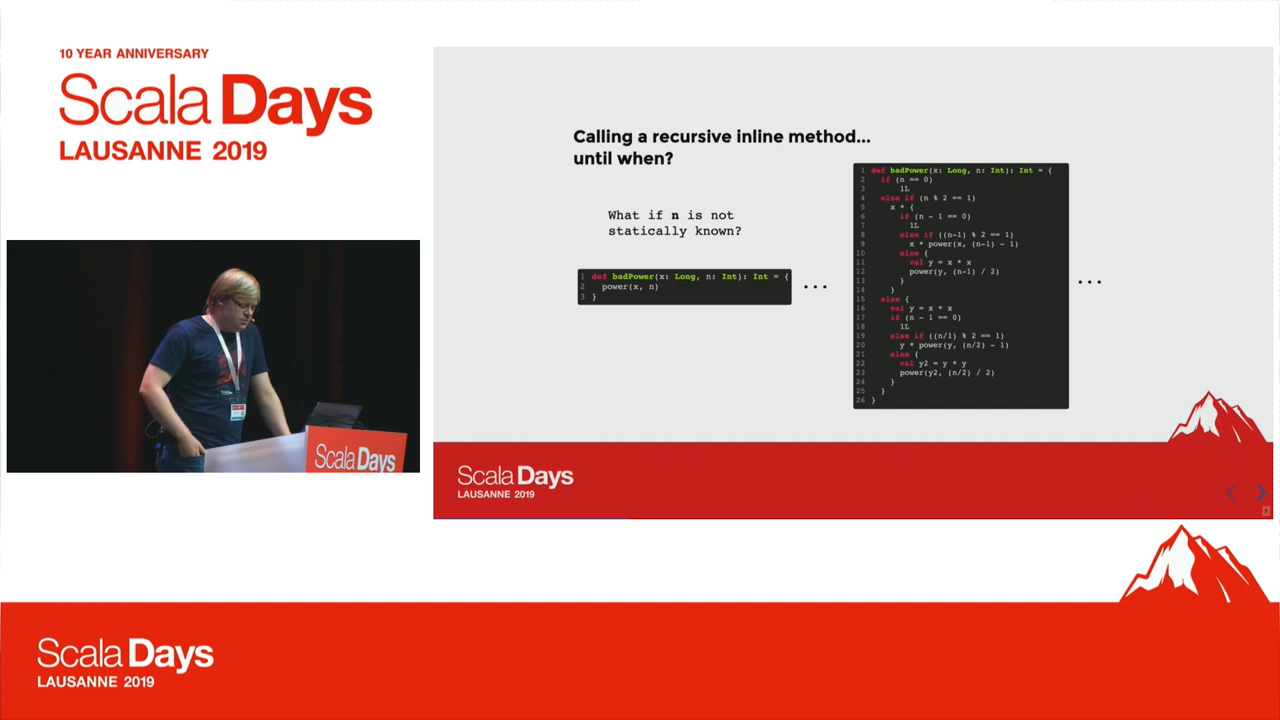 10 YEAR ANNIVERSARY
Scala Days
LAUSANNE 2019
Calling a recursive inline method...
until when?
What if n is not
statically known?
1 def badPower(x: Long, n: Int): Int = {
2 power(x, n)
3 }
...
1 def badPower(x: Long, n: Int): Int = {
2 if (n == 0)
3 1L
4 else if (n % 2 == 1)
5 x * {
6 if (n - 1 == 0)
7 1L
8 else if ((n-1) % 2 == 1)
9 x * power(x, (n-1) - 1)
10 else {
11 val y = x * x
12 power(y, (n-1) / 2)
13 }
14 }
15 else {
16 val y = x * x
17 if (n - 1 == 0)
18 1L
19 else if ((n/1) % 2 == 1)
20 y * power(y, (n/2) - 1)
21 else {
22 val y2 = y * y
23 power(y2, (n/2) / 2)
24 }
25 }
26 }
...
Scala Days
Scala Days
LAUSANNE 2019
Scala Days
LAUSANNE 2019